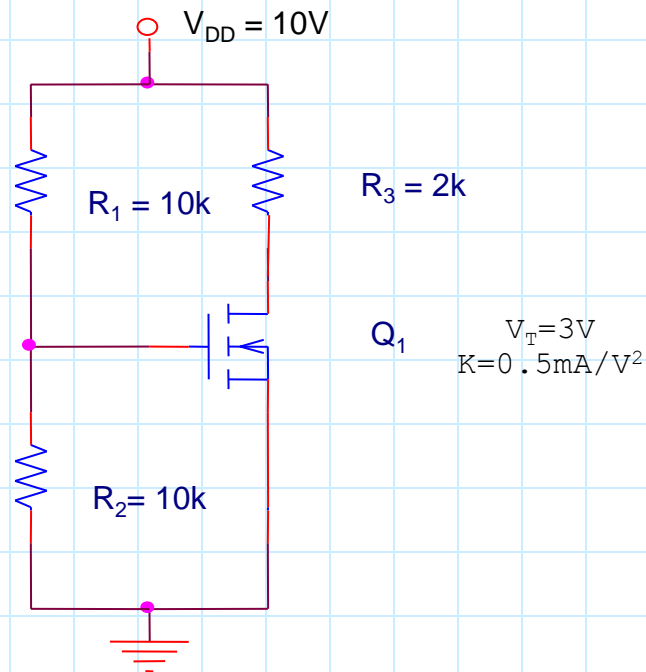 V_DD = 10V
R_1 = 10k
R_3 = 2k
Q_1
V_T=3V
K=0.5mA/V²
R_2= 10k